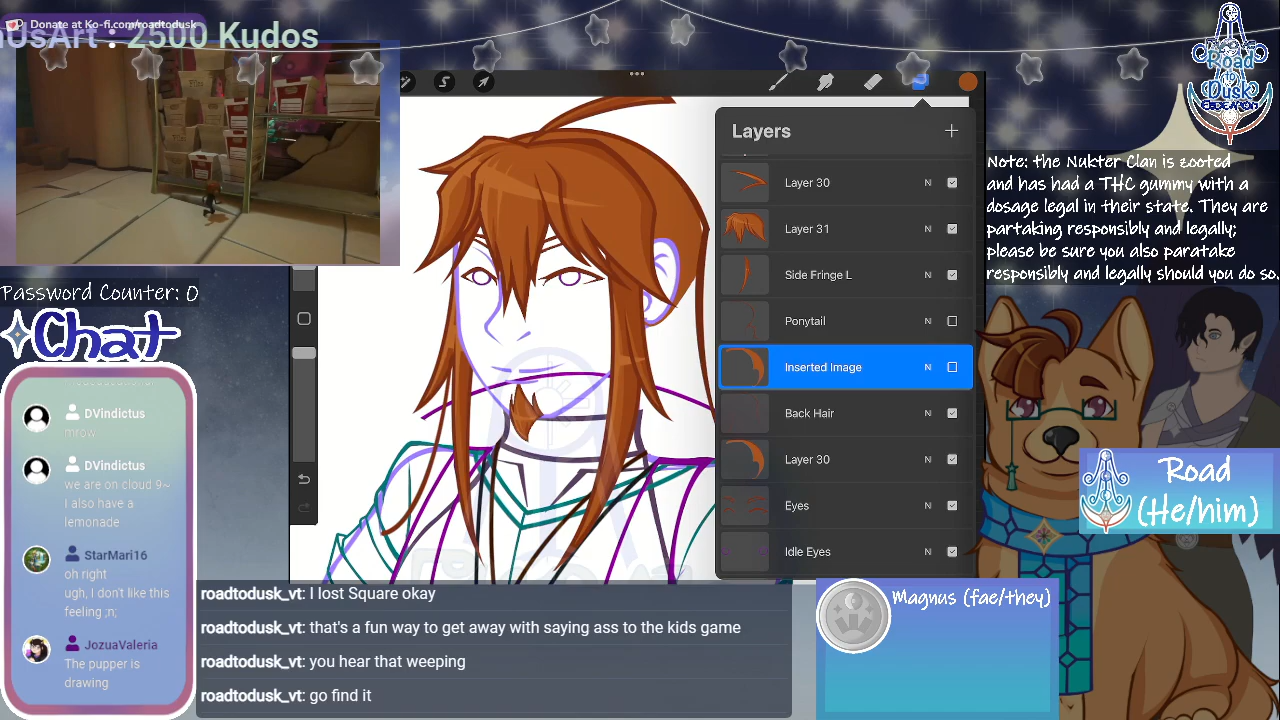 Donate at Ko-fi.com/roadtodusk
nUsArt : 2500 Kudos
Road
to
Dusk
Layers
Layer 30
N
Layer 31
N
Side Fringe L
N
Ponytail
N
Inserted Image
N
Back Hair
N
Layer 30
N
Eyes
N
Idle Eyes
N
Note: the Nukter Clan is zooted
and has had a THC gummy with a
dosage legal in their state. They are
partaking responsibly and legally;
please be sure you also paratake
responsibly and legally should you do so.
Password Counter: 0
Chat
DVindictus
mrow
DVindictus
we are on cloud 9~
I also have a
lemonade
StarMari16
oh right
ugh, I don't like this
feeling ;n;
JozuaValeria
The pupper is
drawing
roadtodusk_vt: I lost Square okay
roadtodusk_vt: that's a fun way to get away with saying ass to the kids game
roadtodusk_vt: you hear that weeping
roadtodusk_vt: go find it
Road
(He/him)
Magnus (fae/they)